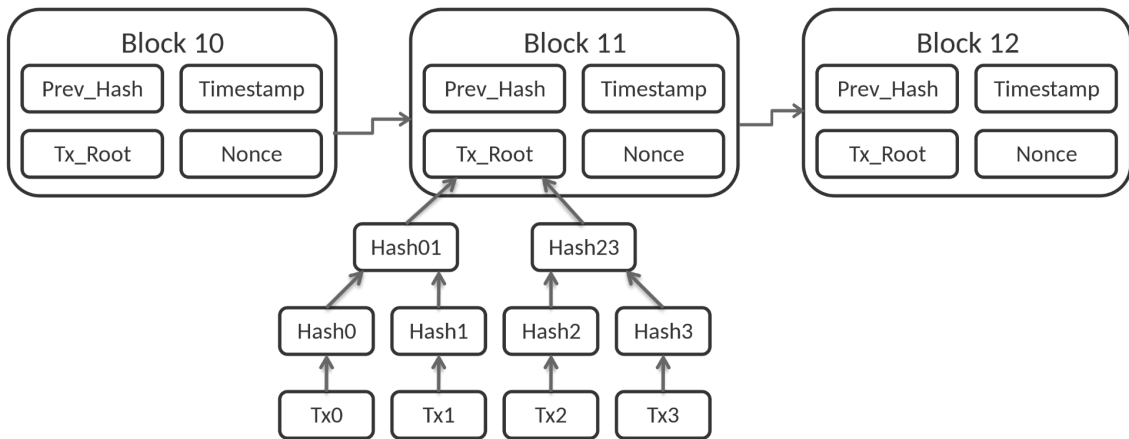 Block 10
Block 11
Block 12
Prev_Hash
Timestamp
Prev_Hash
Timestamp
Prev_Hash
Timestamp
Tx_Root
Nonce
Tx_Root
Nonce
Tx_Root
Nonce
Hash01
Hash23
Hash0
Hash1
Hash2
Hash3
Tx0
Tx1
Tx2
Tx3